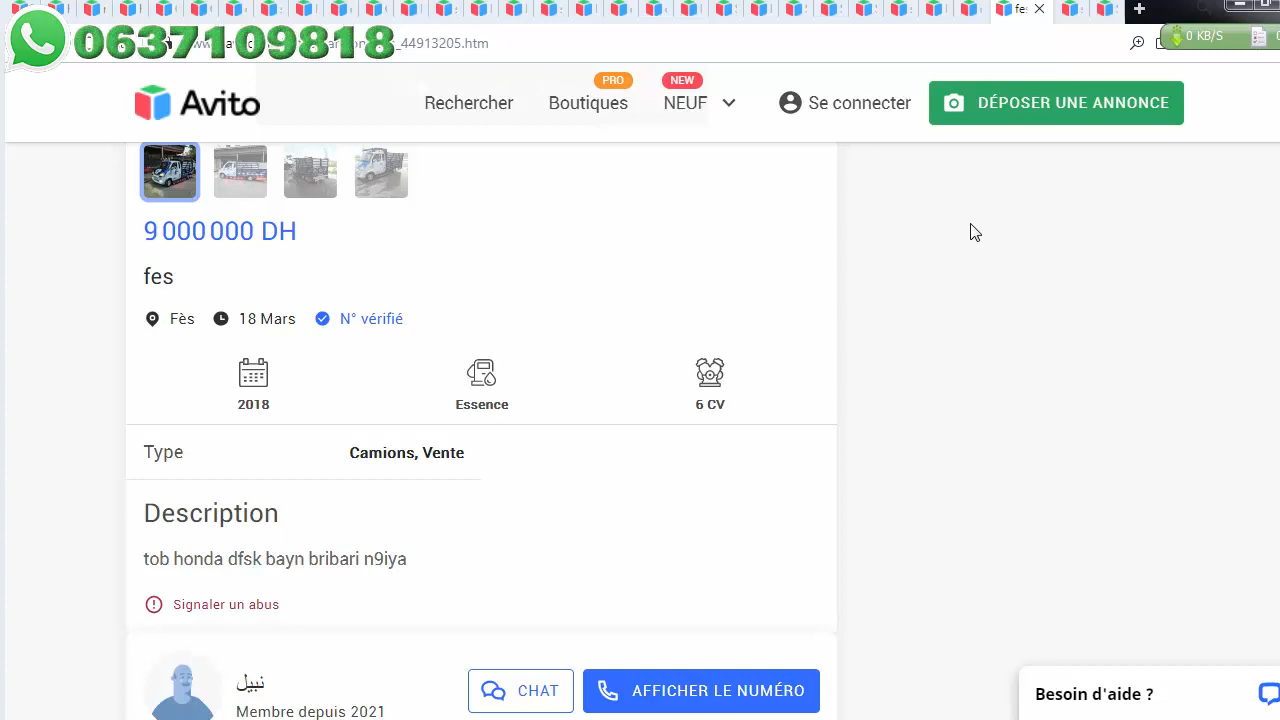 0637109818
_44913205.htm
0 KB/S
Avito
Rechercher
PRO
Boutiques
NEW
NEUF
Se connecter
DÉPOSER UNE ANNONCE
9 000 000 DH
fes
Fès 18 Mars N° vérifié
2018 Essence 6 CV
Type Camions, Vente
Description
tob honda dfsk bayn bribari n9iya
Signaler un abus
نبيل
Membre depuis 2021
CHAT
AFFICHER LE NUMÉRO
Besoin d'aide ?